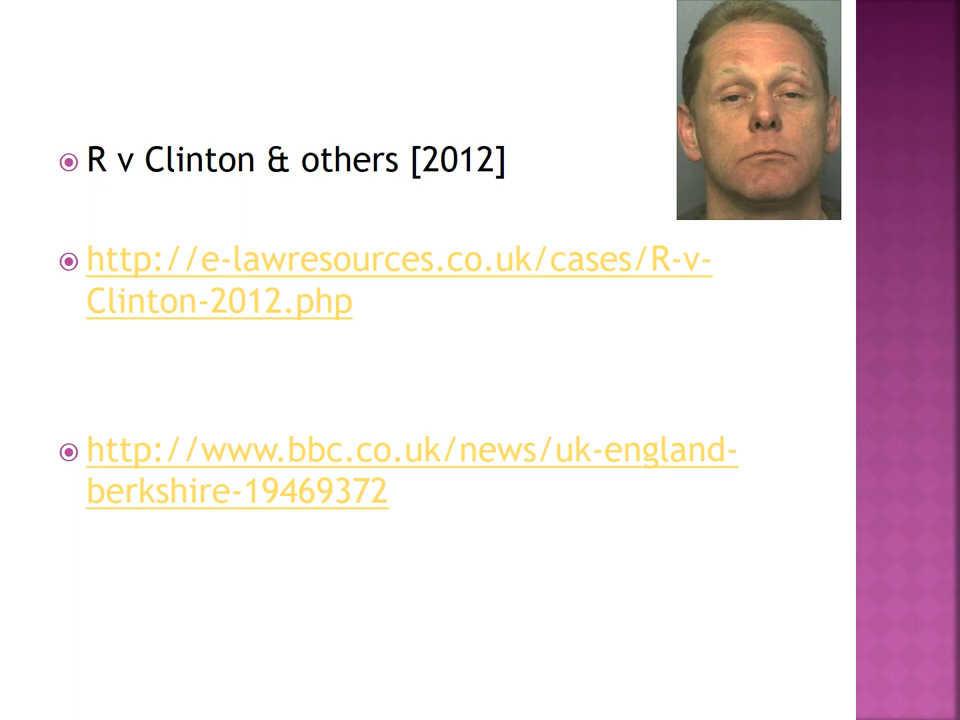 R v Clinton & others [2012]
http://e-lawresources.co.uk/cases/R-v-
Clinton-2012.php
http://www.bbc.co.uk/news/uk-england-
berkshire-19469372